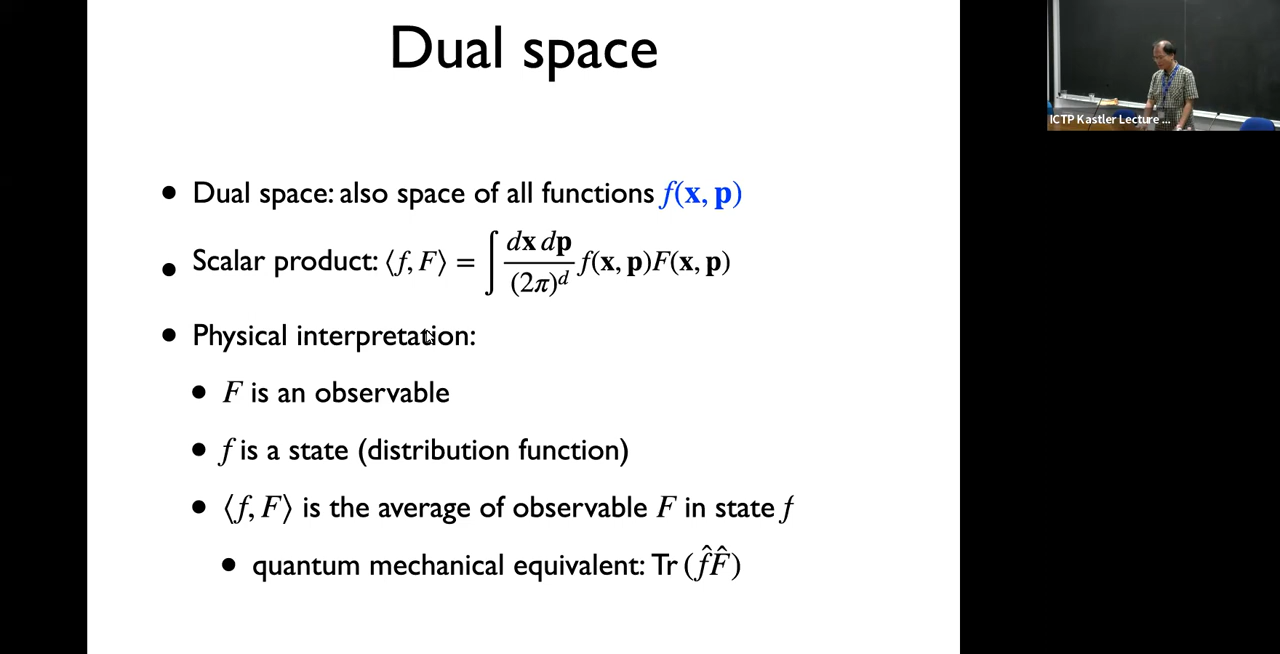 Dual space
ICTP Kastler Lecture ...
• Dual space: also space of all functions f(x, p)
• Scalar product: ⟨f, F⟩ = ∫ dx dp / (2π)^d f(x, p)F(x, p)
• Physical interpretation:
• F is an observable
• f is a state (distribution function)
• ⟨f, F⟩ is the average of observable F in state f
• quantum mechanical equivalent: Tr (f̂F̂)